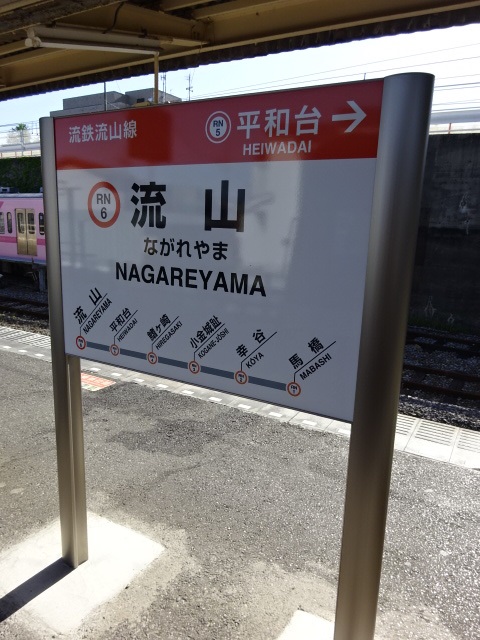 流鉄流山線
RN 5 平和台 →
HEIWADAI
RN 6
流山
ながれやま
NAGAREYAMA
流山
NAGAREYAMA
平和台
HEIWADAI
鰭ヶ崎
HIREGASAKI
小金城趾
KOGANE-JOSHI
幸谷
KOYA
馬橋
MABASHI